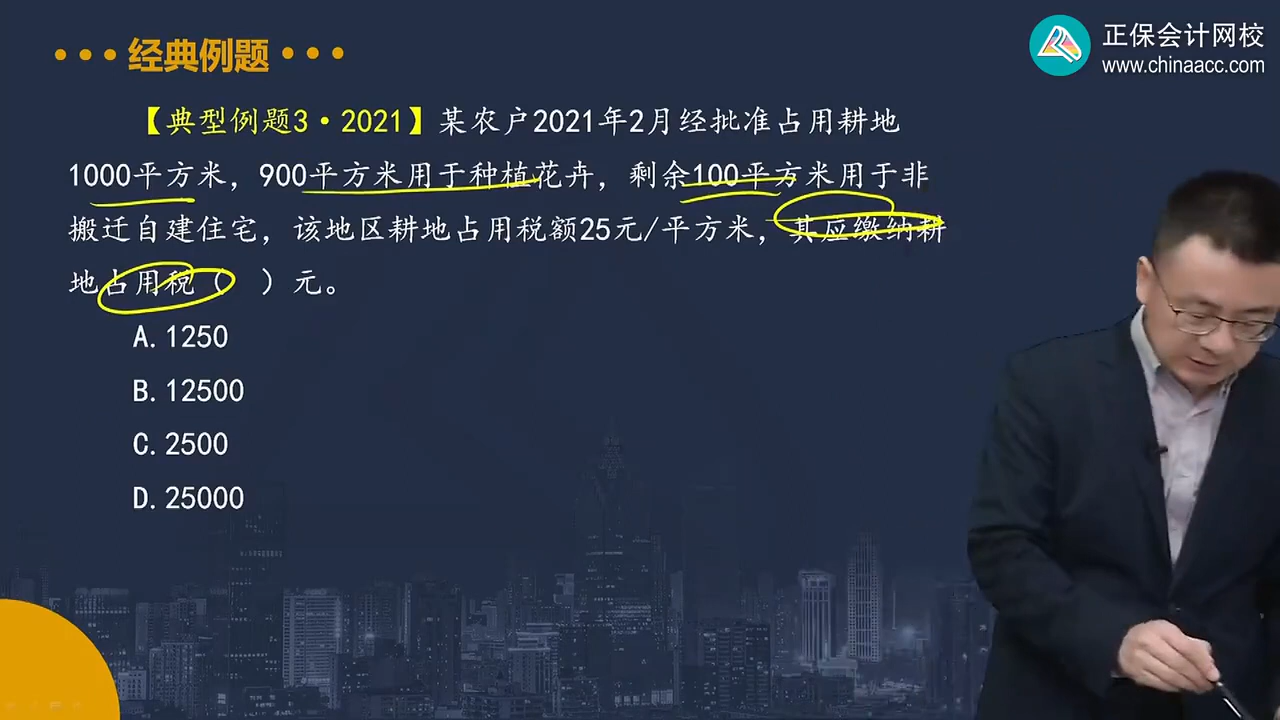 •••经典例题•••
正保会计网校
www.chinaacc.com
【典型例题3·2021】某农户2021年2月经批准占用耕地
1000平方米，900平方米用于种植花卉，剩余100平方米用于非
搬迁自建住宅，该地区耕地占用税额25元/平方米，其应缴纳耕
地占用税（ ）元。
A. 1250
B. 12500
C. 2500
D. 25000